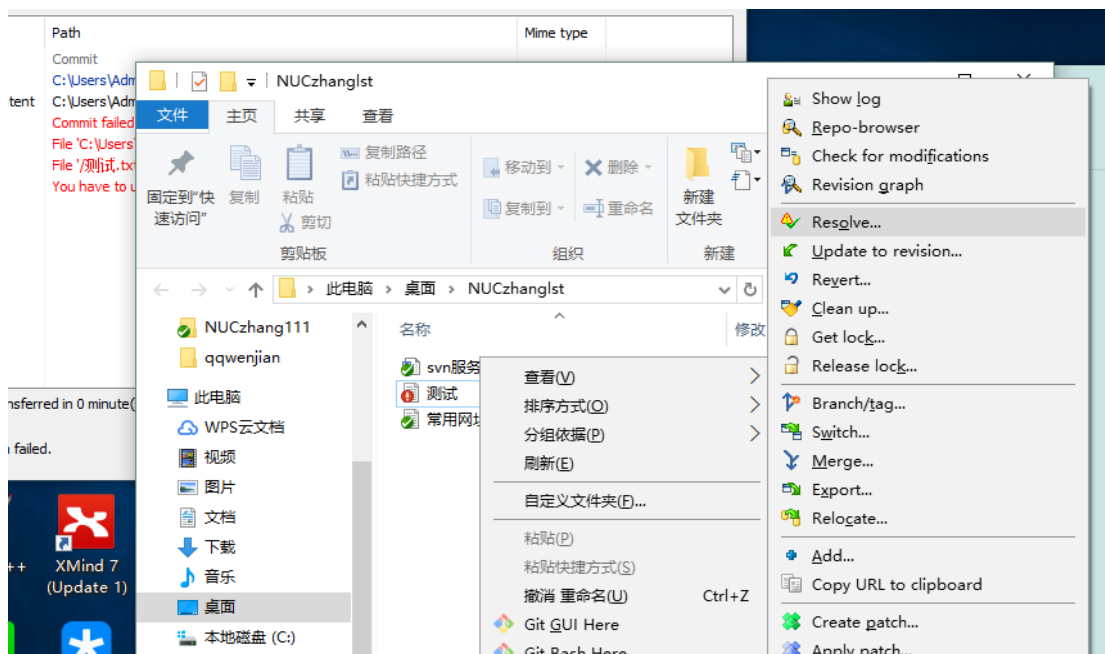 Path
Mime type
Commit
C:\Users\Adm
tent
C:\Users\Adm
Commit failed
File 'C:\Users
File '/测试.txt
You have to u
nsferred in 0 minute(
failed.
NUCzhanglst
文件
主页
共享
查看
固定到"快速访问"
复制
粘贴
复制路径
粘贴快捷方式
剪切
剪贴板
移动到
复制到
删除
重命名
组织
新建
文件夹
新建
此电脑
桌面
NUCzhanglst
NUCzhang111
qqwenjian
此电脑
WPS云文档
视频
图片
文档
下载
音乐
桌面
本地磁盘 (C:)
名称
修改
svn服务
测试
常用网址
查看(V)
排序方式(O)
分组依据(P)
刷新(E)
自定义文件夹(F)...
粘贴(P)
粘贴快捷方式(S)
撤消 重命名(U)
Ctrl+Z
Git GUI Here
Git Bash Here
Show log
Repo-browser
Check for modifications
Revision graph
Resolve...
Update to revision...
Revert...
Clean up...
Get lock...
Release lock...
Branch/tag...
Switch...
Merge...
Export...
Relocate...
Add...
Copy URL to clipboard
Create patch...
Apply patch...
++
XMind 7
(Update 1)